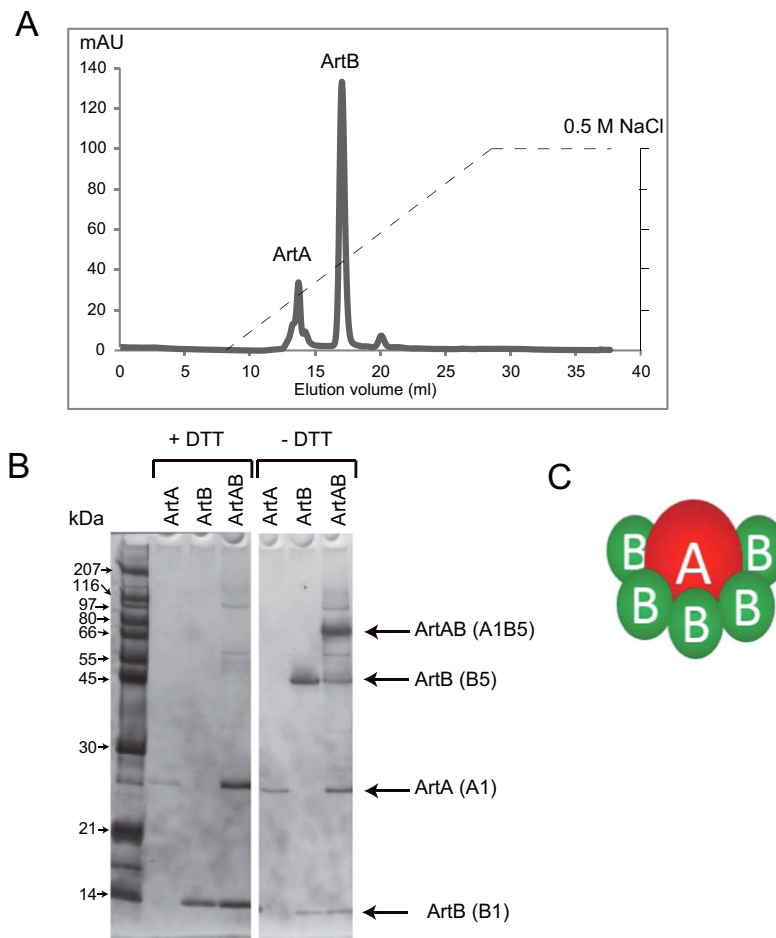 A
mAU
140
120
100
80
60
40
20
0
ArtB
ArtA
0.5 M NaCl
0 5 10 15 20 25 30 35 40
Elution volume (ml)
B
+ DTT - DTT
kDa ArtA ArtB ArtAB ArtA ArtB ArtAB
207
116
97
80
66
55
45
30
21
14
ArtAB (A1B5)
ArtB (B5)
ArtA (A1)
ArtB (B1)
C
B A B
B B B